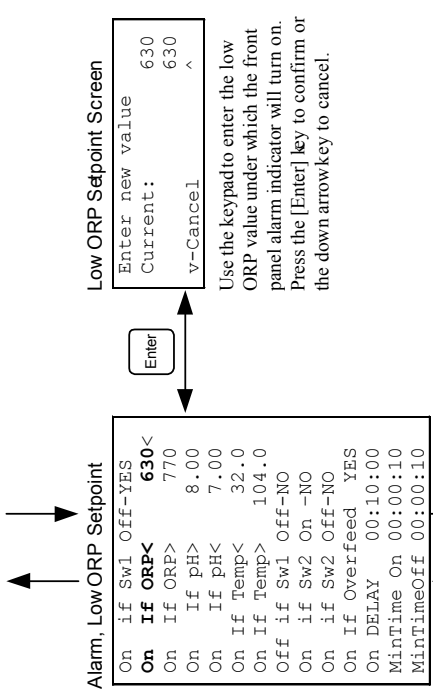 Alarm, Low ORP Setpoint
On if Sw1 Off-YES
On If ORP< 630<
On If ORP> 770
On If pH> 8.00
On If pH< 7.00
On If Temp< 32.0
On If Temp> 104.0
Off if Sw1 Off-NO
On if Sw2 On -NO
On if Sw2 Off-NO
On If Overfeed YES
On DELAY 00:10:00
MinTime On 00:00:10
MinTimeOff 00:00:10
Enter
Low ORP Setpoint Screen
Enter new value
Current: 630
630
v-Cancel ^
Use the keypad to enter the low
ORP value under which the front
panel alarm indicator will turn on.
Press the [Enter] key to confirm or
the down arrow key to cancel.